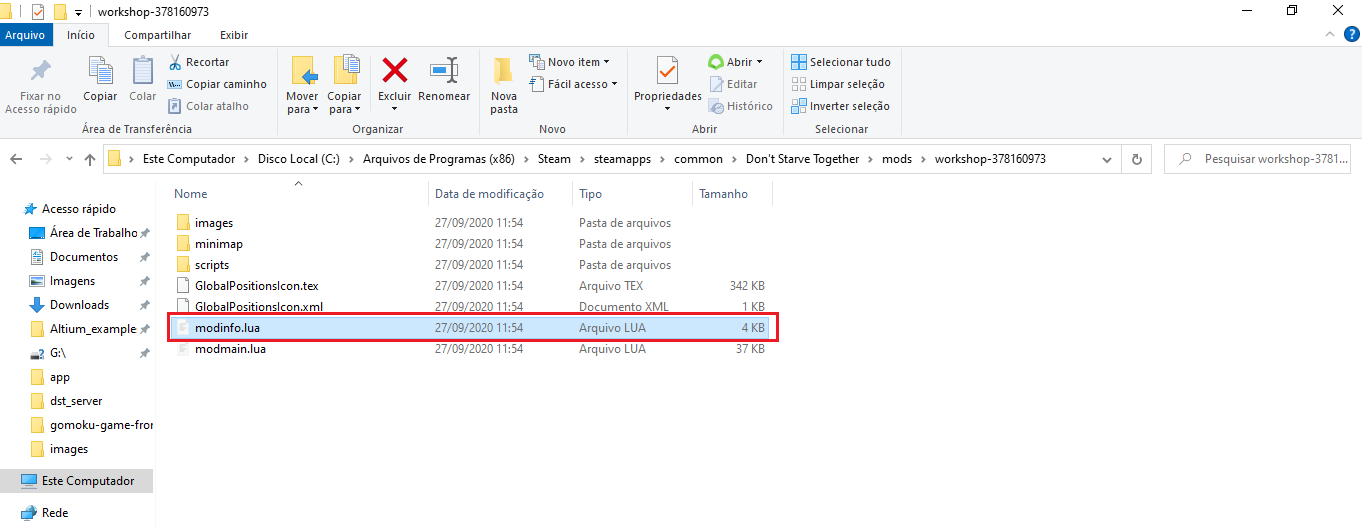 workshop-378160973
Arquivo Início Compartilhar Exibir
Fixar no
Acesso rápido
Copiar
Colar
Recortar
Copiar caminho
Colar atalho
Área de Transferência
Mover
para
Copiar
para
Excluir
Renomear
Organizar
Nova
pasta
Novo item
Fácil acesso
Novo
Propriedades
Abrir
Editar
Histórico
Abrir
Selecionar tudo
Limpar seleção
Inverter seleção
Selecionar
Este Computador > Disco Local (C:) > Arquivos de Programas (x86) > Steam > steamapps > common > Don't Starve Together > mods > workshop-378160973
Pesquisar workshop-3781...
Acesso rápido
Área de Trabalho
Documentos
Imagens
Downloads
Altium_example
G:\
app
dst_server
gomoku-game-fron
images
Este Computador
Rede
Nome Data de modificação Tipo Tamanho
images 27/09/2020 11:54 Pasta de arquivos
minimap 27/09/2020 11:54 Pasta de arquivos
scripts 27/09/2020 11:54 Pasta de arquivos
GlobalPositionsIcon.tex 27/09/2020 11:54 Arquivo TEX 342 KB
GlobalPositionsIcon.xml 27/09/2020 11:54 Documento XML 1 KB
modinfo.lua 27/09/2020 11:54 Arquivo LUA 4 KB
modmain.lua 27/09/2020 11:54 Arquivo LUA 37 KB